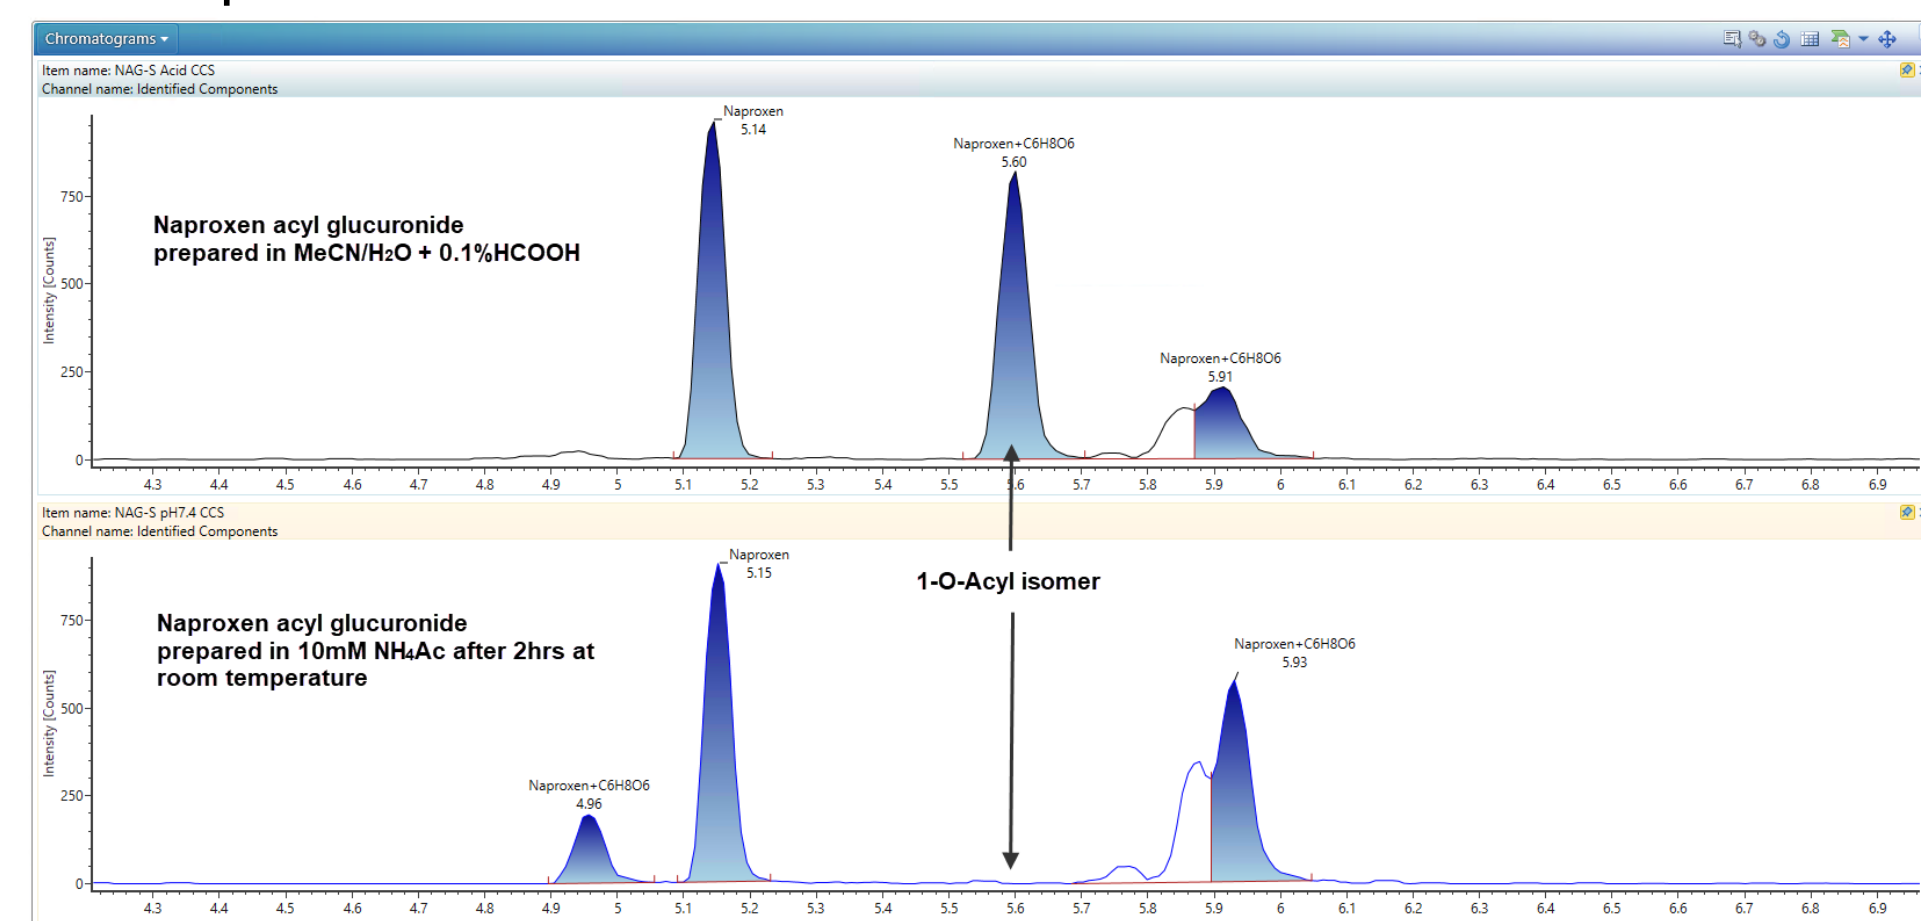 Chromatograms
Item name: NAG-S Acid CCS
Channel name: Identified Components
Naproxen
5.14
Naproxen+C6H8O6
5.60
Naproxen+C6H8O6
5.91
Naproxen acyl glucuronide
prepared in MeCN/H2O + 0.1%HCOOH
Intensity [Counts]
750
500
250
0
4.3 4.4 4.5 4.6 4.7 4.8 4.9 5 5.1 5.2 5.3 5.4 5.5 5.6 5.7 5.8 5.9 6 6.1 6.2 6.3 6.4 6.5 6.6 6.7 6.8 6.9
Item name: NAG-S pH7.4 CCS
Channel name: Identified Components
Naproxen
5.15
1-O-Acyl isomer
Naproxen acyl glucuronide
prepared in 10mM NH4Ac after 2hrs at
room temperature
Naproxen+C6H8O6
5.93
Naproxen+C6H8O6
4.96
Intensity [Counts]
750
500
250
0
4.3 4.4 4.5 4.6 4.7 4.8 4.9 5 5.1 5.2 5.3 5.4 5.5 5.6 5.7 5.8 5.9 6 6.1 6.2 6.3 6.4 6.5 6.6 6.7 6.8 6.9